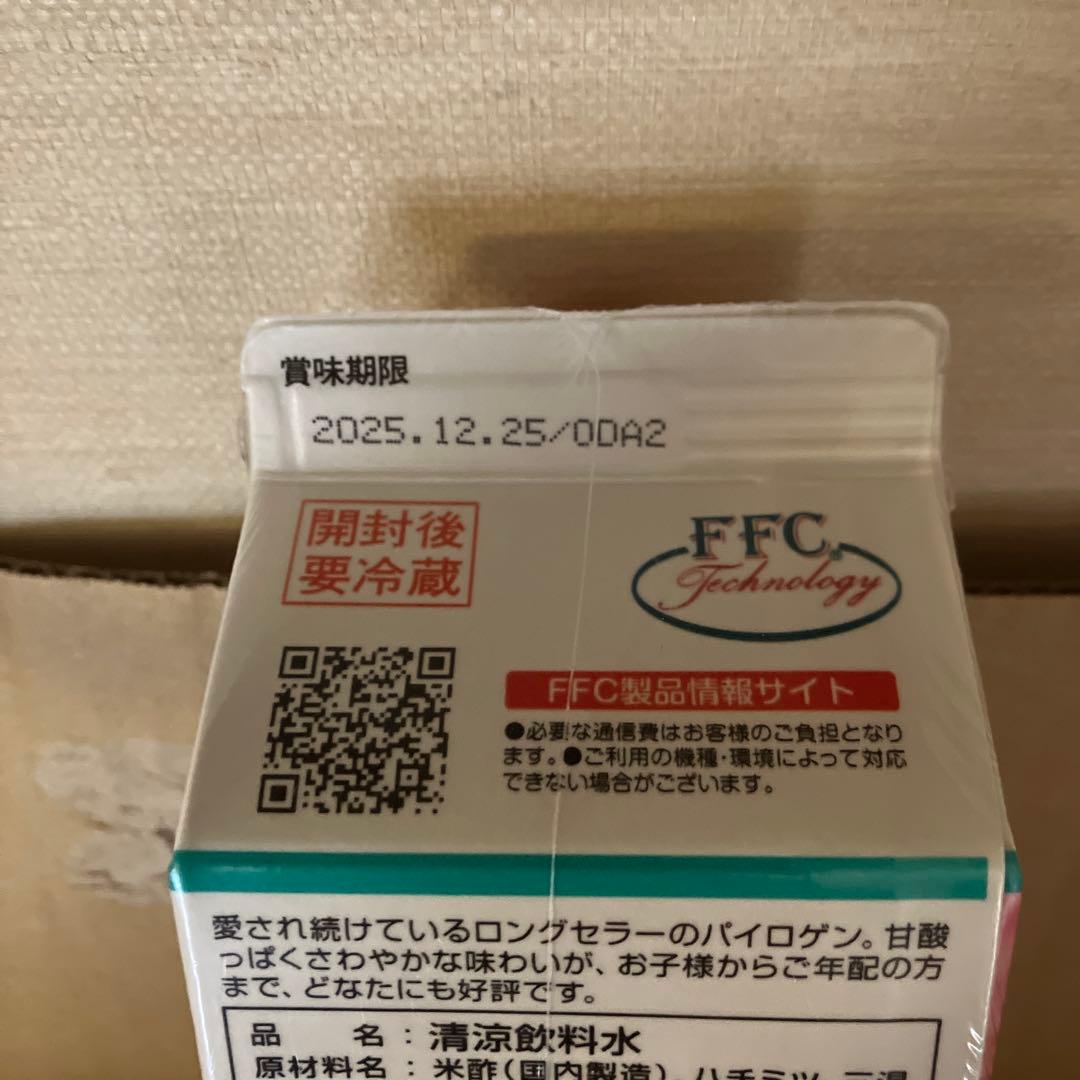 賞味期限
2025.12.25/ODA2
開封後
要冷蔵
FFC
Technology
FFC製品情報サイト
●必要な通信費はお客様のご負担となり
ます。●ご利用の機種・環境によって対応
できない場合がございます。
愛され続けているロングセラーのパイロゲン。甘酸
っぱくさわやかな味わいが、お子様からご年配の方
まで、どなたにも好評です。
品 名：清涼飲料水
原材料名：米酢(国内製造)、ハチミツ、